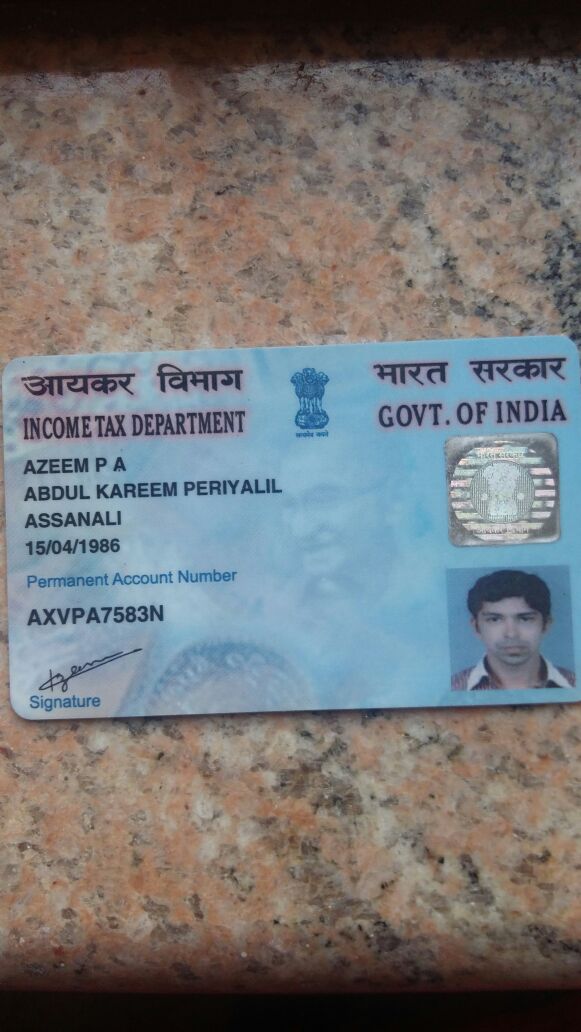 आयकर विभाग
INCOME TAX DEPARTMENT
सत्यमेव जयते
भारत सरकार
GOVT. OF INDIA
AZEEM P A
ABDUL KAREEM PERIYALIL
ASSANALI
15/04/1986
Permanent Account Number
AXVPA7583N
Signature